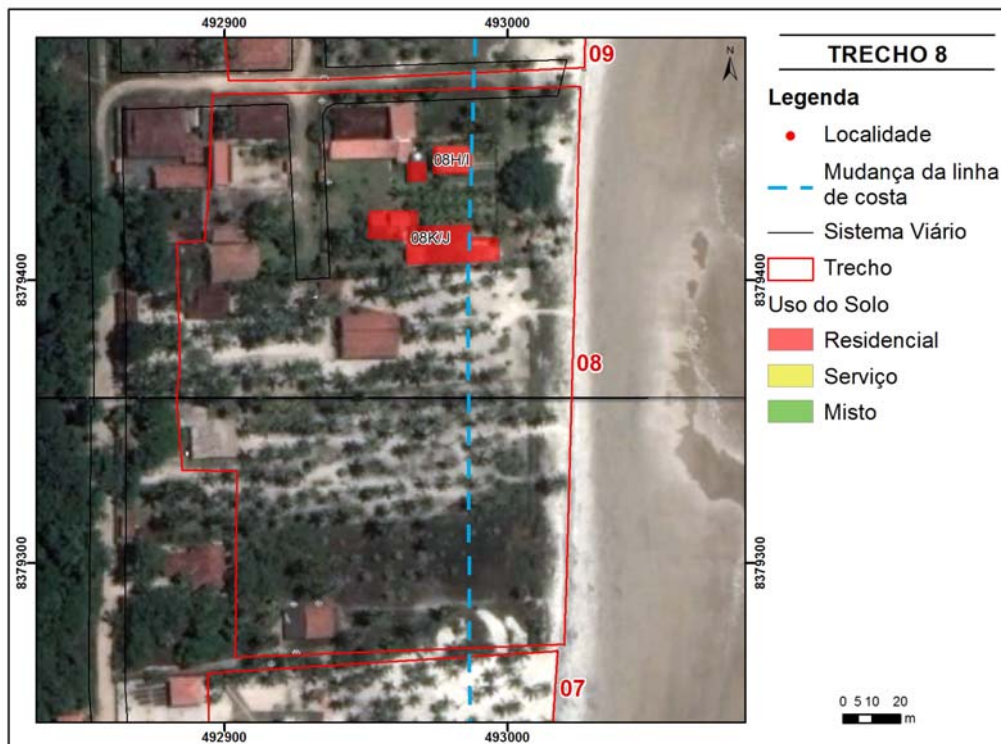 492900
493000
09
TRECHO 8
N
Legenda
Localidade
Mudança da linha
de costa
Sistema Viário
Trecho
Uso do Solo
Residencial
Serviço
Misto
08H/I
08K/J
8379400
8379400
08
8379300
8379300
07
0 5 10 20
m
492900
493000